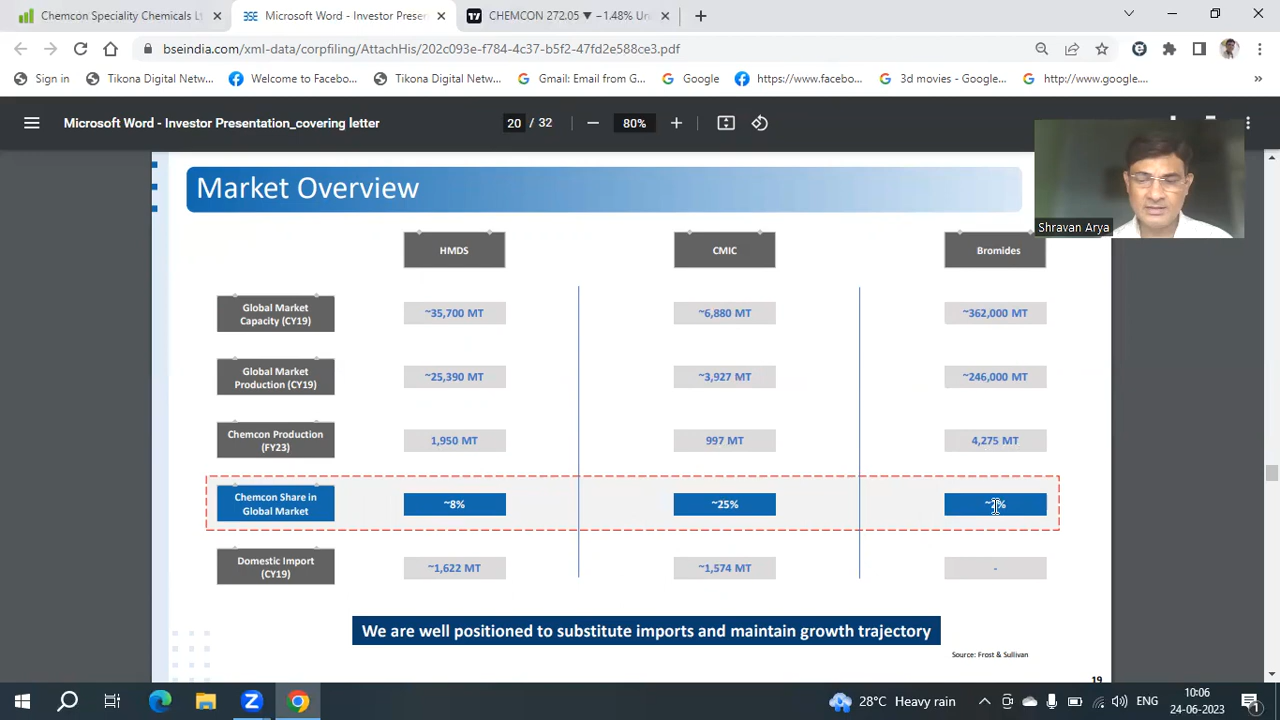 Chemcon Speciality Chemicals Lt
Microsoft Word - Investor Prese
CHEMCON 272.05 ▼ −1.48% Un
bseindia.com/xml-data/corpfiling/AttachHis/202c093e-f784-4c37-b5f2-47fd2e588ce3.pdf
Sign in
Tikona Digital Netw...
Welcome to Facebo...
Tikona Digital Netw...
Gmail: Email from G...
Google
https://www.facebo...
3d movies - Google...
http://www.google....
»
Microsoft Word - Investor Presentation_covering letter
20 / 32
80%
Shravan Arya
Market Overview
HMDS
CMIC
Bromides
Global Market
Capacity (CY19)
~35,700 MT
~6,880 MT
~362,000 MT
Global Market
Production (CY19)
~25,390 MT
~3,927 MT
~246,000 MT
Chemcon Production
(FY23)
1,950 MT
997 MT
4,275 MT
Chemcon Share in
Global Market
~8%
~25%
Domestic Import
(CY19)
~1,622 MT
~1,574 MT
-
We are well positioned to substitute imports and maintain growth trajectory
Source: Frost & Sullivan
19
28°C Heavy rain
ENG
10:06
24-06-2023
1